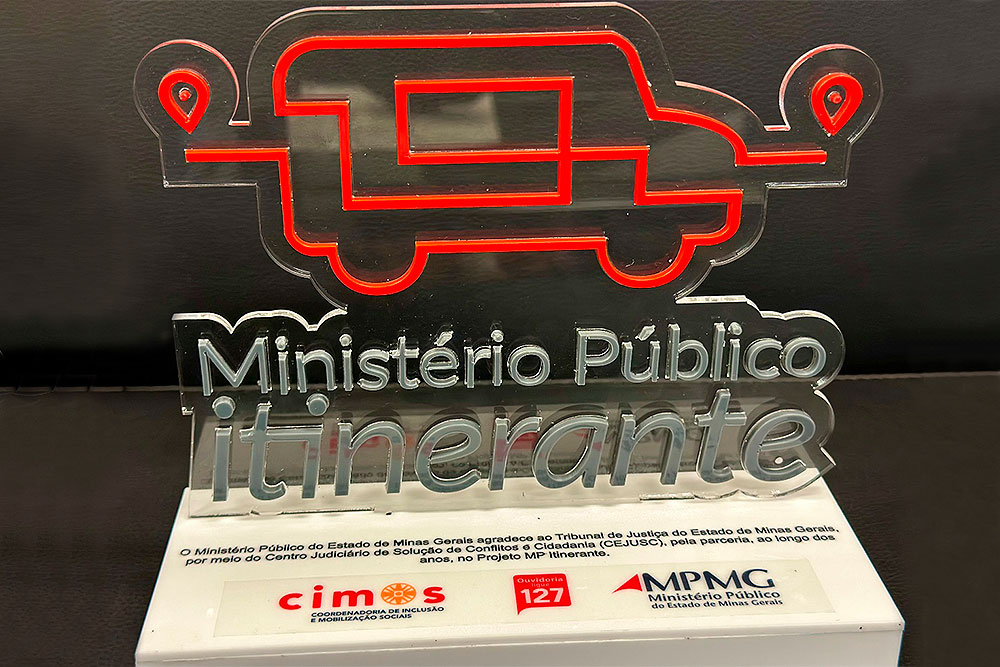 Ministério Público
itinerante
O Ministério Público do Estado de Minas Gerais agradece ao Tribunal de Justiça do Estado de Minas Gerais,
por meio do Centro Judiciário de Solução de Conflitos e Cidadania (CEJUSC), pela parceria, ao longo dos
anos, no Projeto MP Itinerante.
cimos
COORDENADORIA DE INCLUSÃO
E MOBILIZAÇÃO SOCIAIS
Ouvidoria
ligue
127
MPMG
Ministério Público
do Estado de Minas Gerais